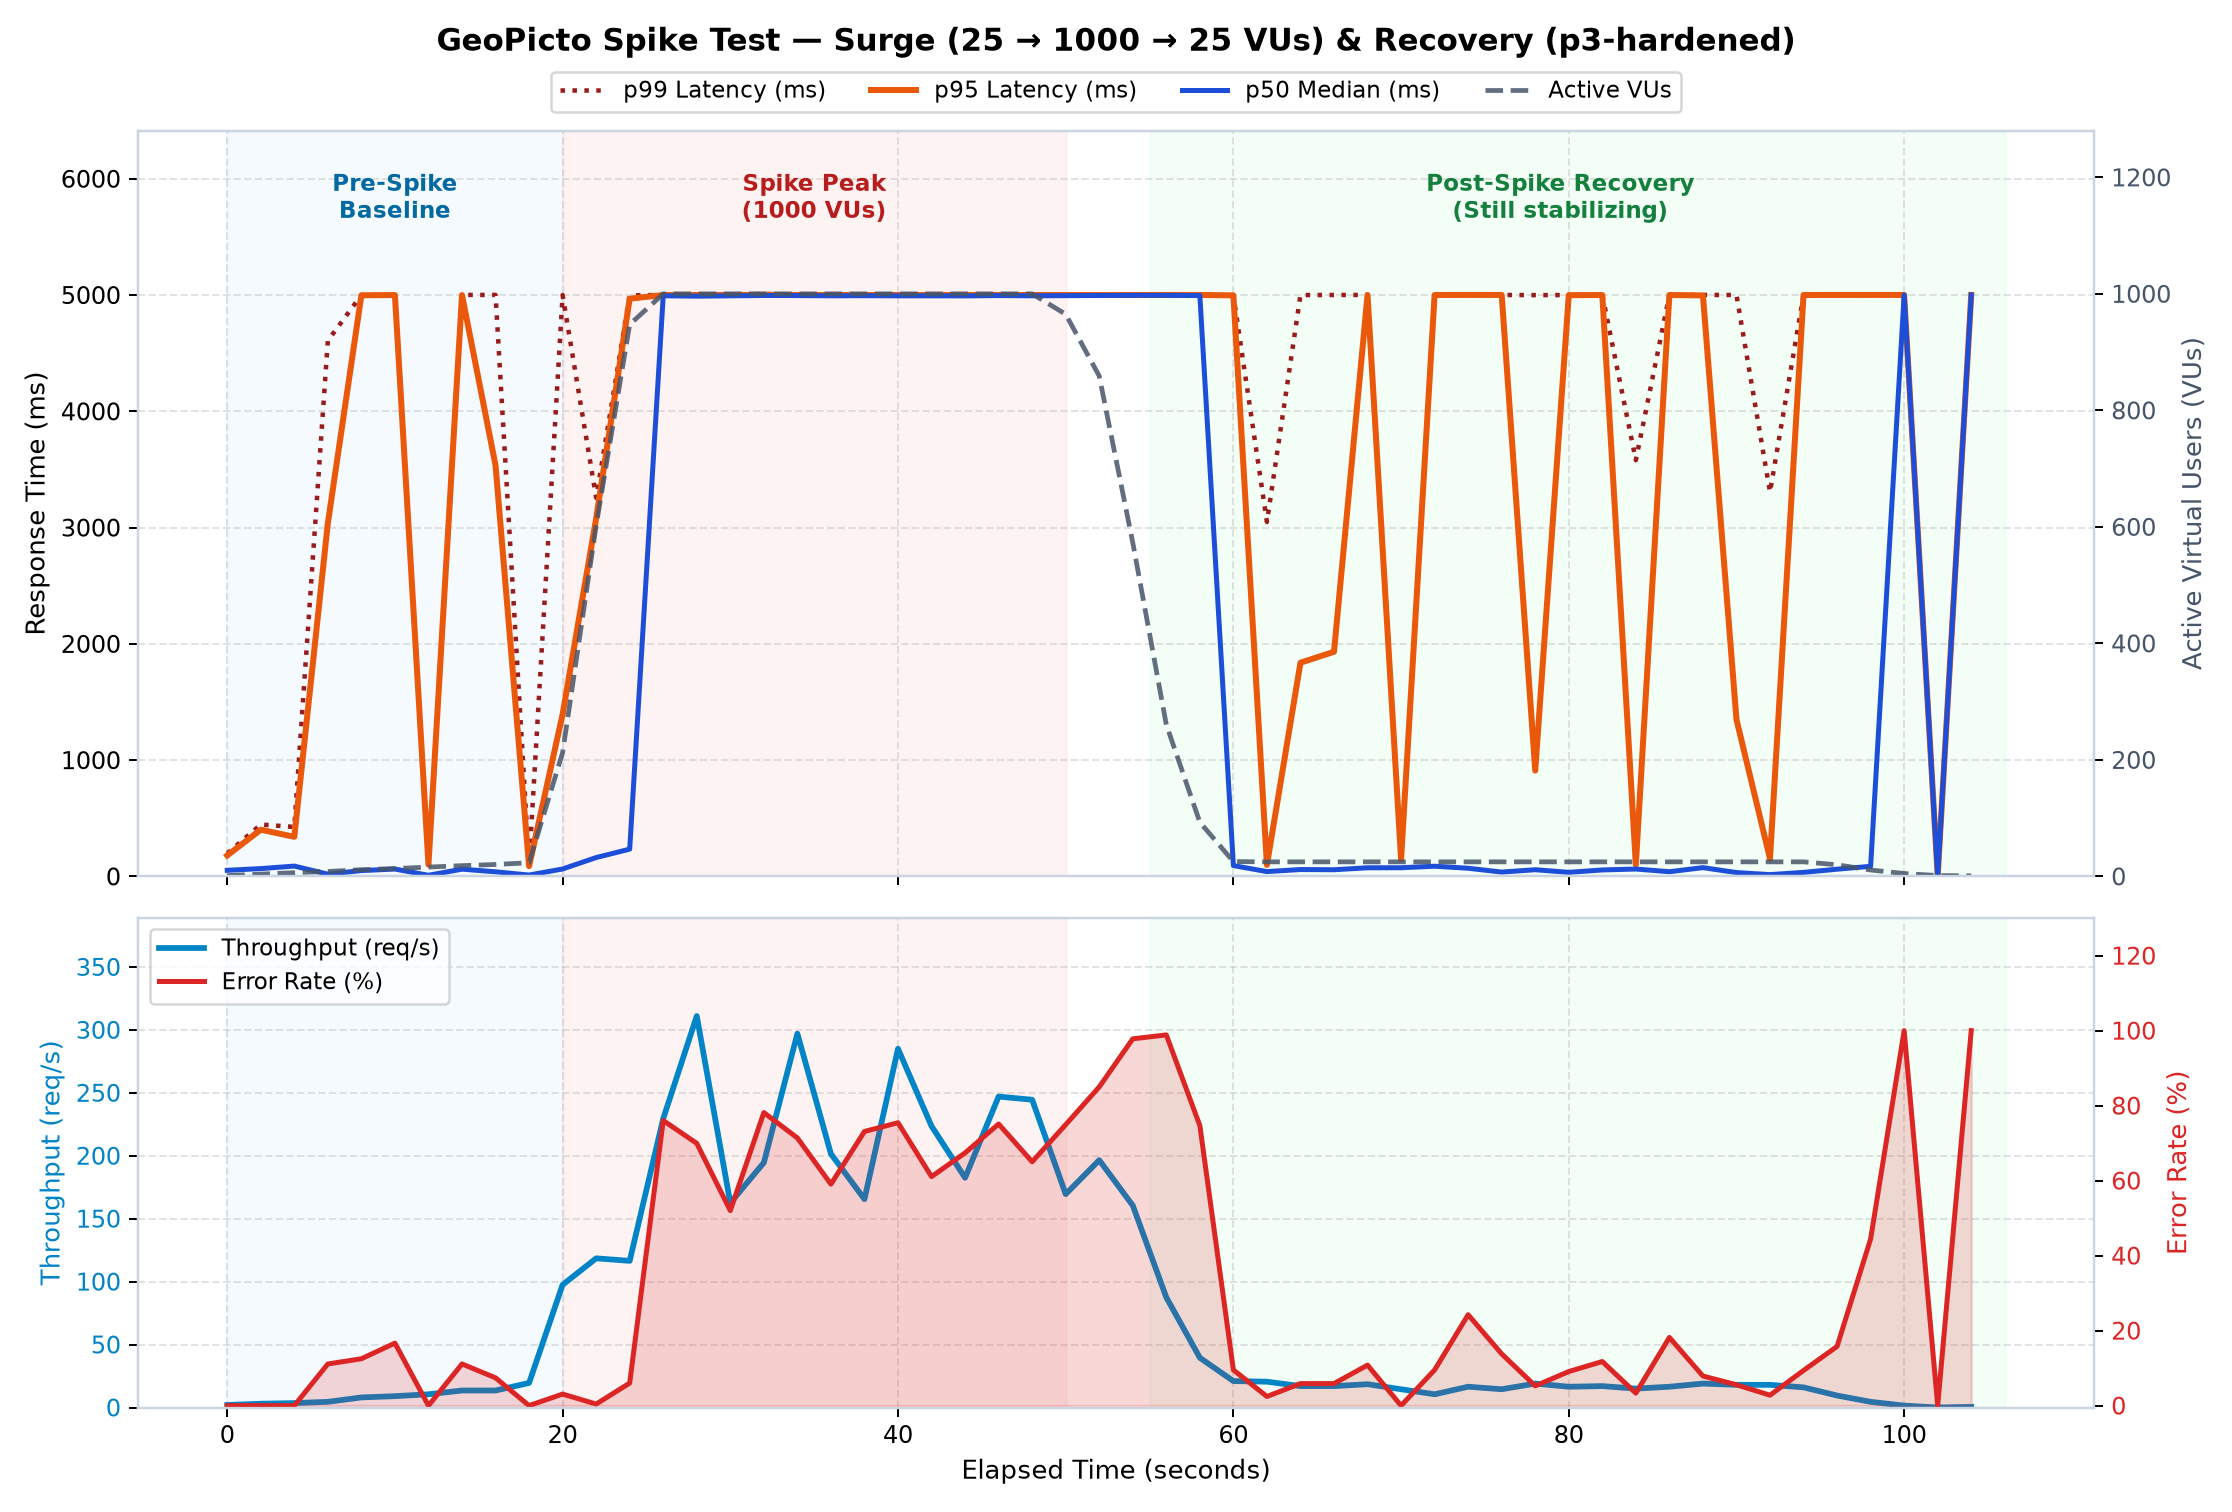 GeoPicto Spike Test — Surge (25 → 1000 → 25 VUs) & Recovery (p3-hardened)
p99 Latency (ms) p95 Latency (ms) p50 Median (ms) Active VUs
Pre-Spike
Baseline
Spike Peak
(1000 VUs)
Post-Spike Recovery
(Still stabilizing)
Response Time (ms)
6000
5000
4000
3000
2000
1000
0
Active Virtual Users (VUs)
1200
1000
800
600
400
200
0
Throughput (req/s)
Error Rate (%)
Throughput (req/s)
350
300
250
200
150
100
50
0
Error Rate (%)
120
100
80
60
40
20
0
0 20 40 60 80 100
Elapsed Time (seconds)